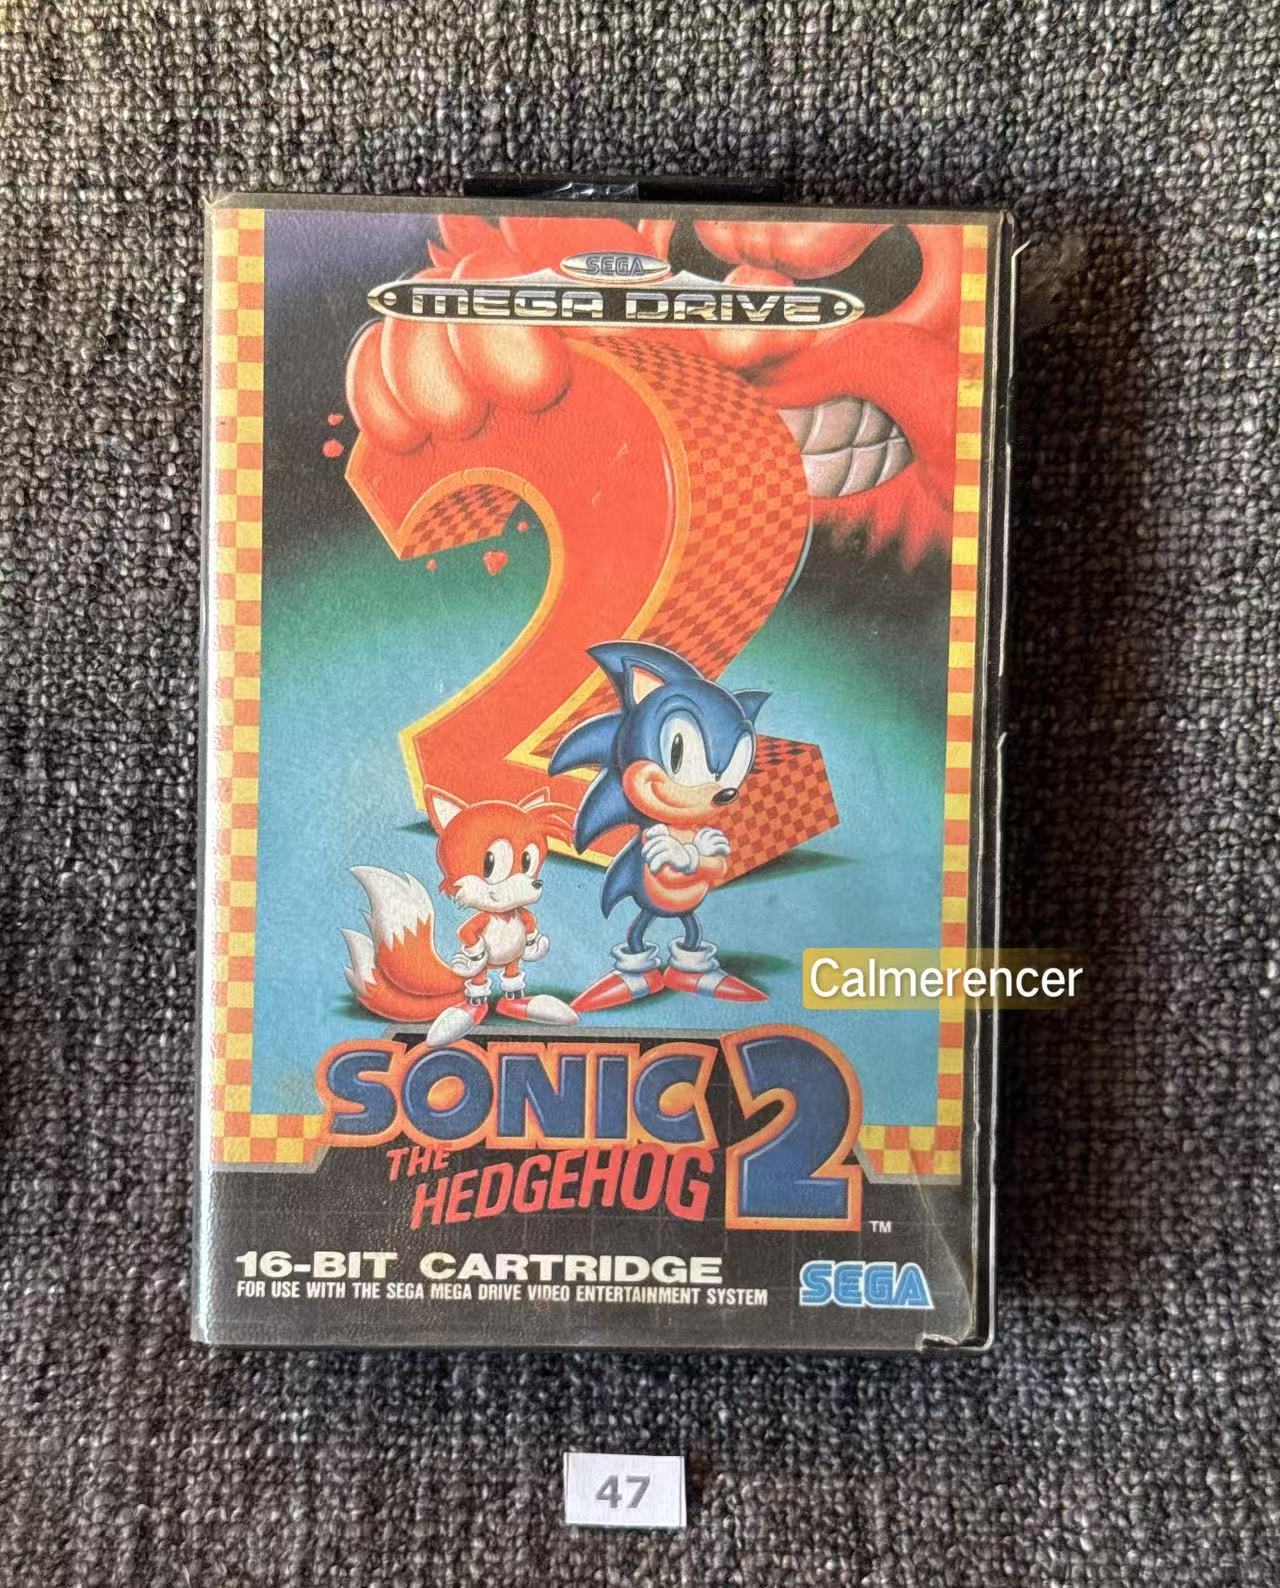 SEGA
MEGA DRIVE
2
Calmerencer
SONIC 2
THE
HEDGEHOG
TM
16-BIT CARTRIDGE
FOR USE WITH THE SEGA MEGA DRIVE VIDEO ENTERTAINMENT SYSTEM
SEGA
47